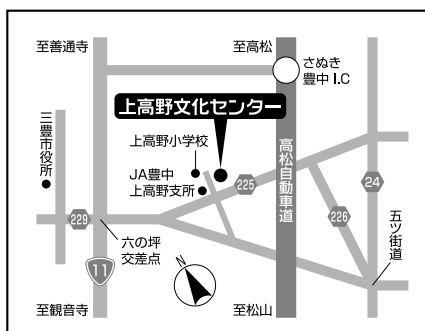 至善通寺
至高松
さぬき
豊中 I.C
上高野文化センター
三豊市役所
上高野小学校
JA豊中
上高野支所
225
高松自動車道
24
226
229
五ツ街道
六の坪
交差点
11
N
至観音寺
至松山